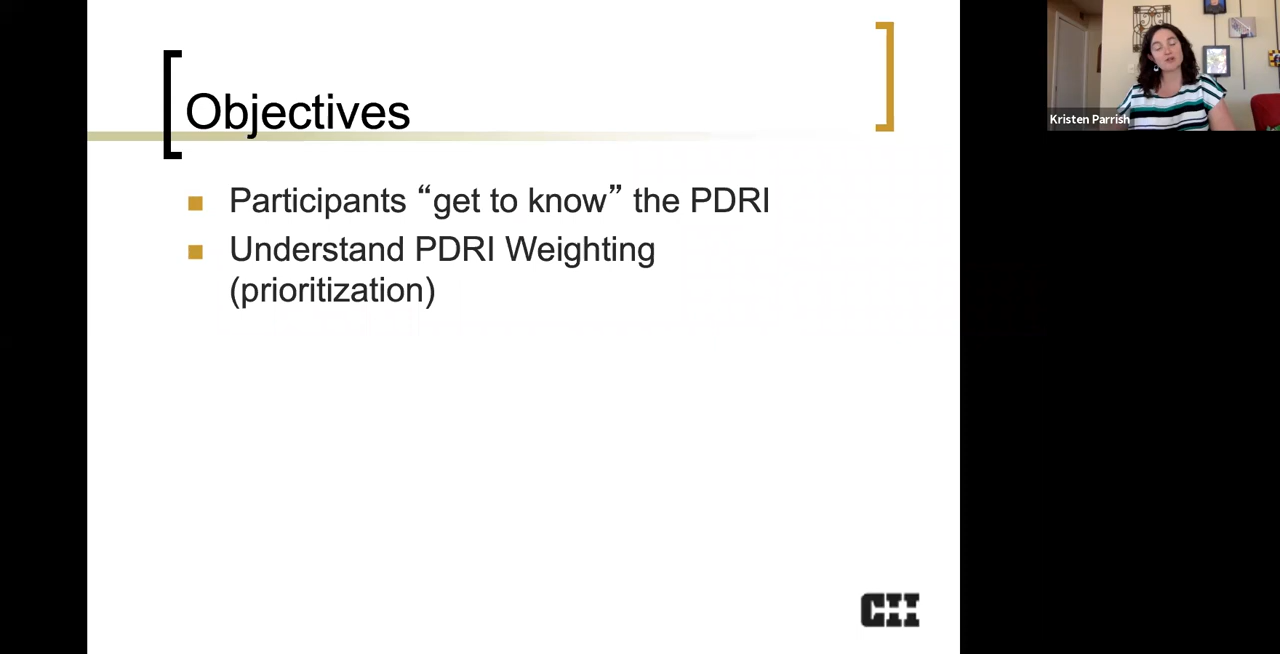 Objectives
Participants “get to know” the PDRI
Understand PDRI Weighting
(prioritization)
CII
Kristen Parrish